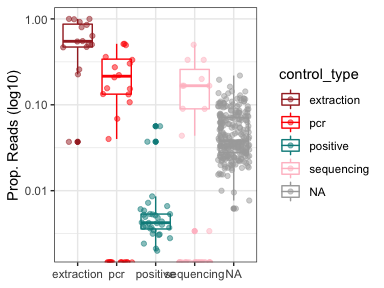 Prop. Reads (log10)
1.00
0.10
0.01
extraction pcr positive sequencing NA
control_type
extraction
pcr
positive
sequencing
NA